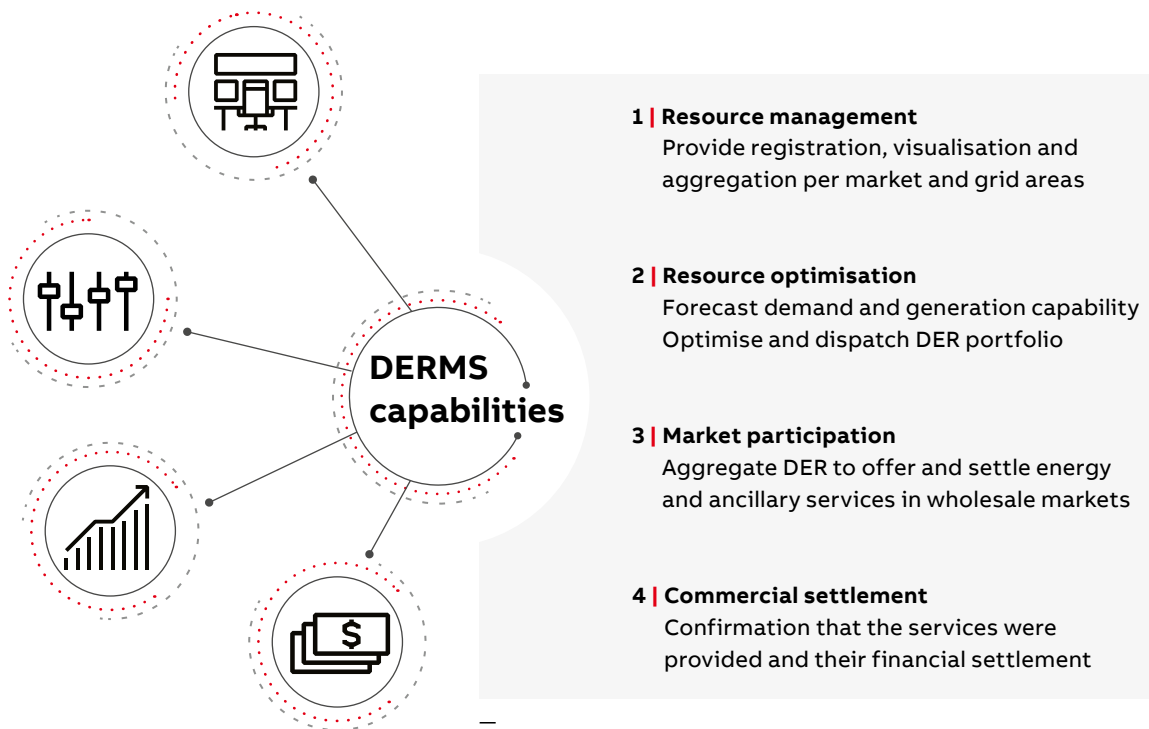 DERMS
capabilities
1 | Resource management
Provide registration, visualisation and
aggregation per market and grid areas
2 | Resource optimisation
Forecast demand and generation capability
Optimise and dispatch DER portfolio
3 | Market participation
Aggregate DER to offer and settle energy
and ancillary services in wholesale markets
4 | Commercial settlement
Confirmation that the services were
provided and their financial settlement
$
—